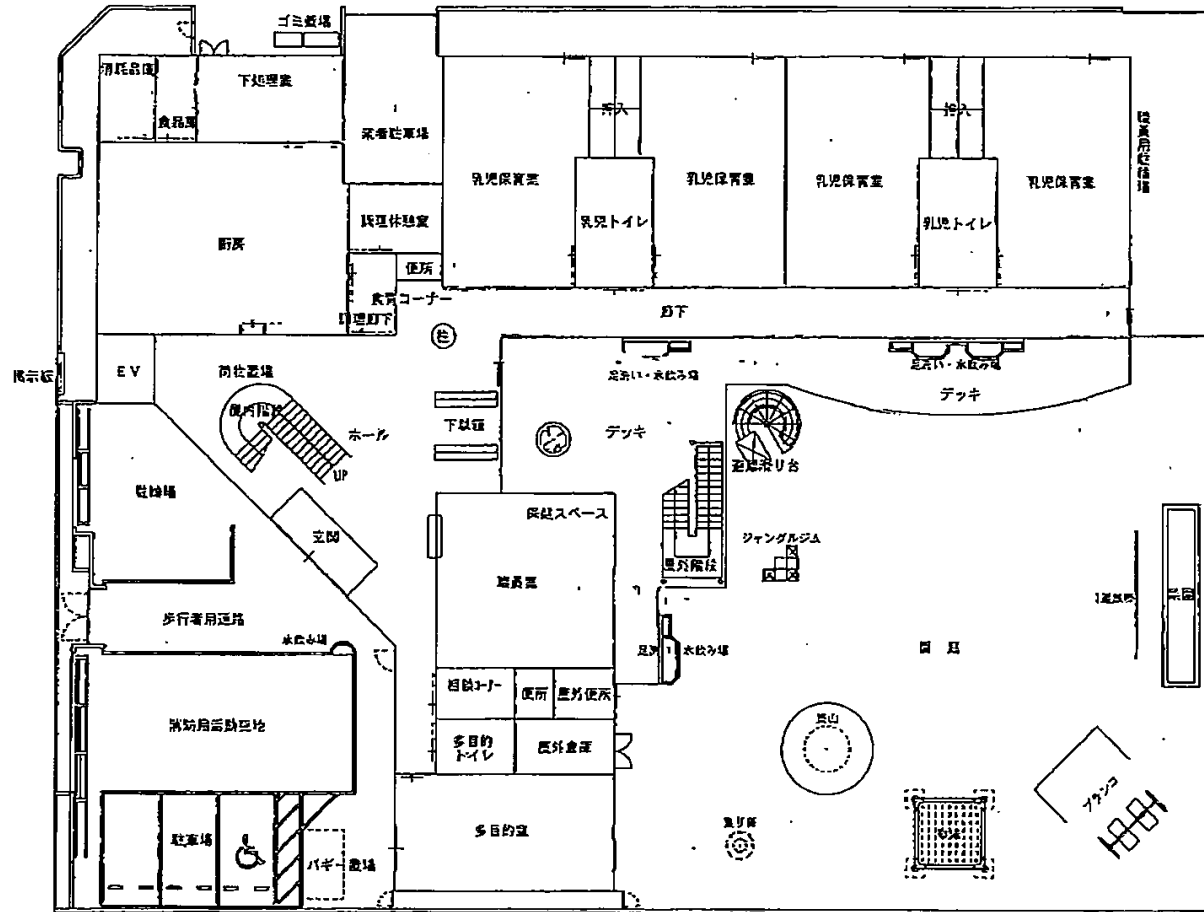 ゴミ置場
消耗品庫
下処理室
食品庫
業者駐車場
押入
押入
職員用駐輪場
乳児保育室
乳児保育室
乳児保育室
乳児保育室
乳児トイレ
乳児トイレ
調理休憩室
厨房
便所
食育コーナー
調理廊下
廊下
掲示板
EV
荷物置場
屋内階段
ホール
UP
下駄箱
足洗い・水飲み場
足洗い・水飲み場
デッキ
デッキ
避難滑り台
駐輪場
玄関
保健スペース
職員室
屋外階段
ジャングルジム
菜園
歩行者用通路
水飲み場
足洗い・水飲み場
園庭
相談コーナー
便所
屋外便所
消防用活動空地
多目的
トイレ
屋外倉庫
築山
ブランコ
駐車場
バギー置場
多目的室
砂場